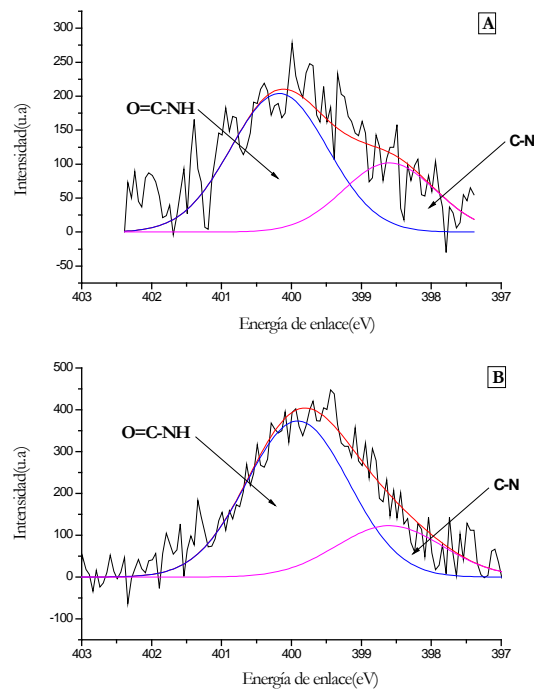 A
300
250
200
150
100
50
0
-50
Intensidad(u.a)
O=C-NH
C-N
403 402 401 400 399 398 397
Energía de enlace(eV)
B
500
400
300
200
100
0
-100
Intensidad(u.a)
O=C-NH
C-N
403 402 401 400 399 398 397
Energía de enlace(eV)